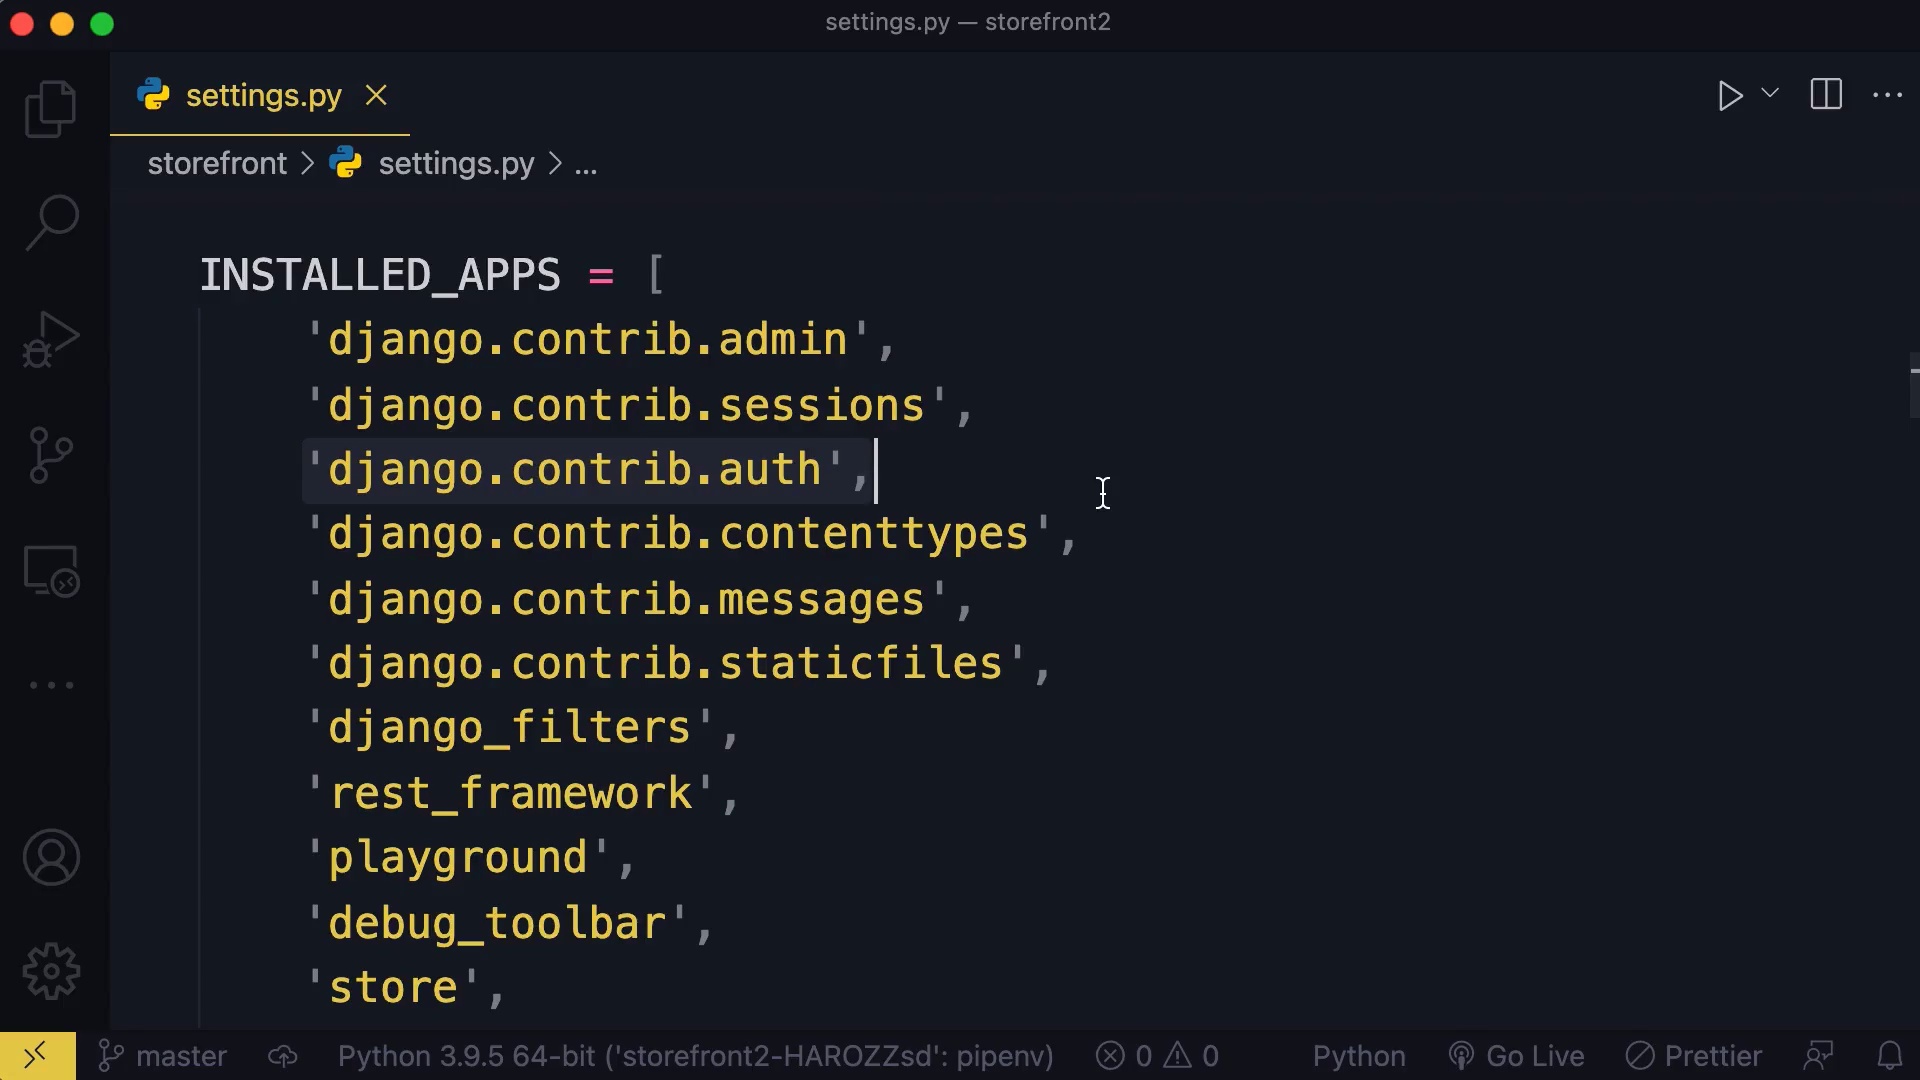 settings.py — storefront2
settings.py
storefront > settings.py > ...
INSTALLED_APPS = [
'django.contrib.admin',
'django.contrib.sessions',
'django.contrib.auth',
'django.contrib.contenttypes',
'django.contrib.messages',
'django.contrib.staticfiles',
'django_filters',
'rest_framework',
'playground',
'debug_toolbar',
'store',
master Python 3.9.5 64-bit ('storefront2-HAROZZsd': pipenv) 0 0 Python Go Live Prettier